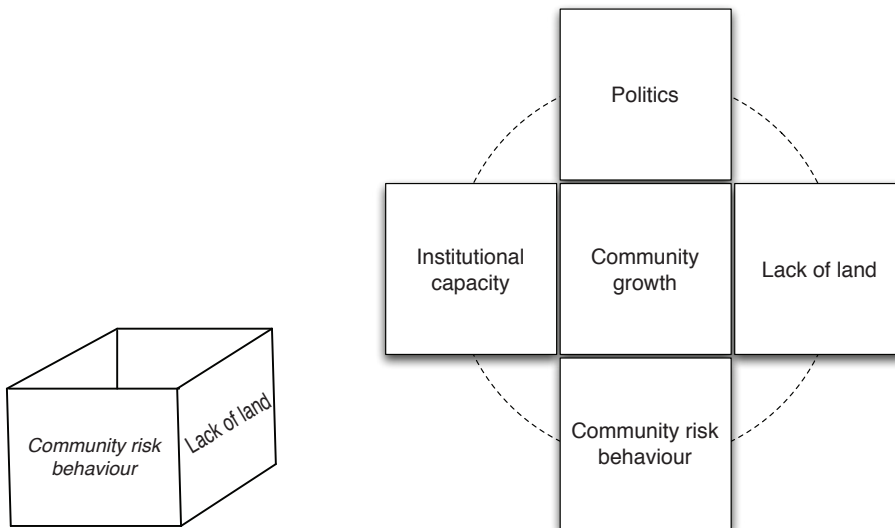 Politics
Institutional
capacity
Community
growth
Lack of land
Community risk
behaviour
Community risk
behaviour
Lack of land